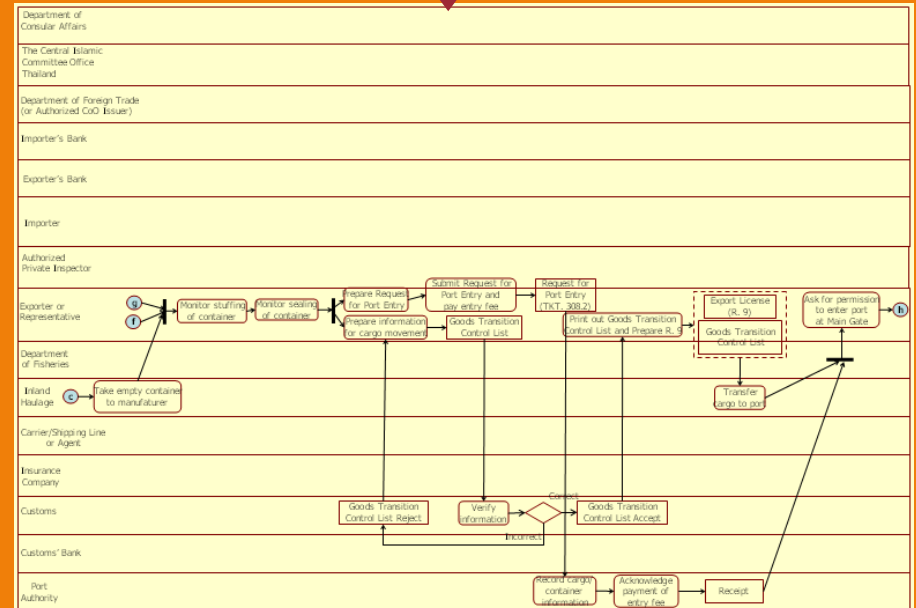 Department of
Consular Affairs
The Central Islamic
Committee Office
Thailand
Department of Foreign Trade
(or Authorized CoO Issuer)
Importer's Bank
Exporter's Bank
Importer
Authorized
Private Inspector
Exporter or
Representative
g
f
Monitor stuffing
of container
Monitor sealing
of container
Prepare Request
for Port Entry
Submit Request for
Port Entry and
pay entry fee
Request for
Port Entry
(TKT. 308.2)
Prepare information
for cargo movement
Goods Transition
Control List
Print out Goods Transition
Control List and Prepare R. 9
Export License
(R. 9)
Goods Transition
Control List
Ask for permission
to enter port
at Main Gate
h
Department
of Fisheries
Inland
Haulage
c
Take empty container
to manufaturer
Transfer
cargo to port
Carrier/Shipping Line
or Agent
Insurance
Company
Customs
Goods Transition
Control List Reject
Verify
information
Correct
Incorrect
Goods Transition
Control List Accept
Customs' Bank
Port
Authority
Record cargo/
container
information
Acknowledge
payment of
entry fee
Receipt